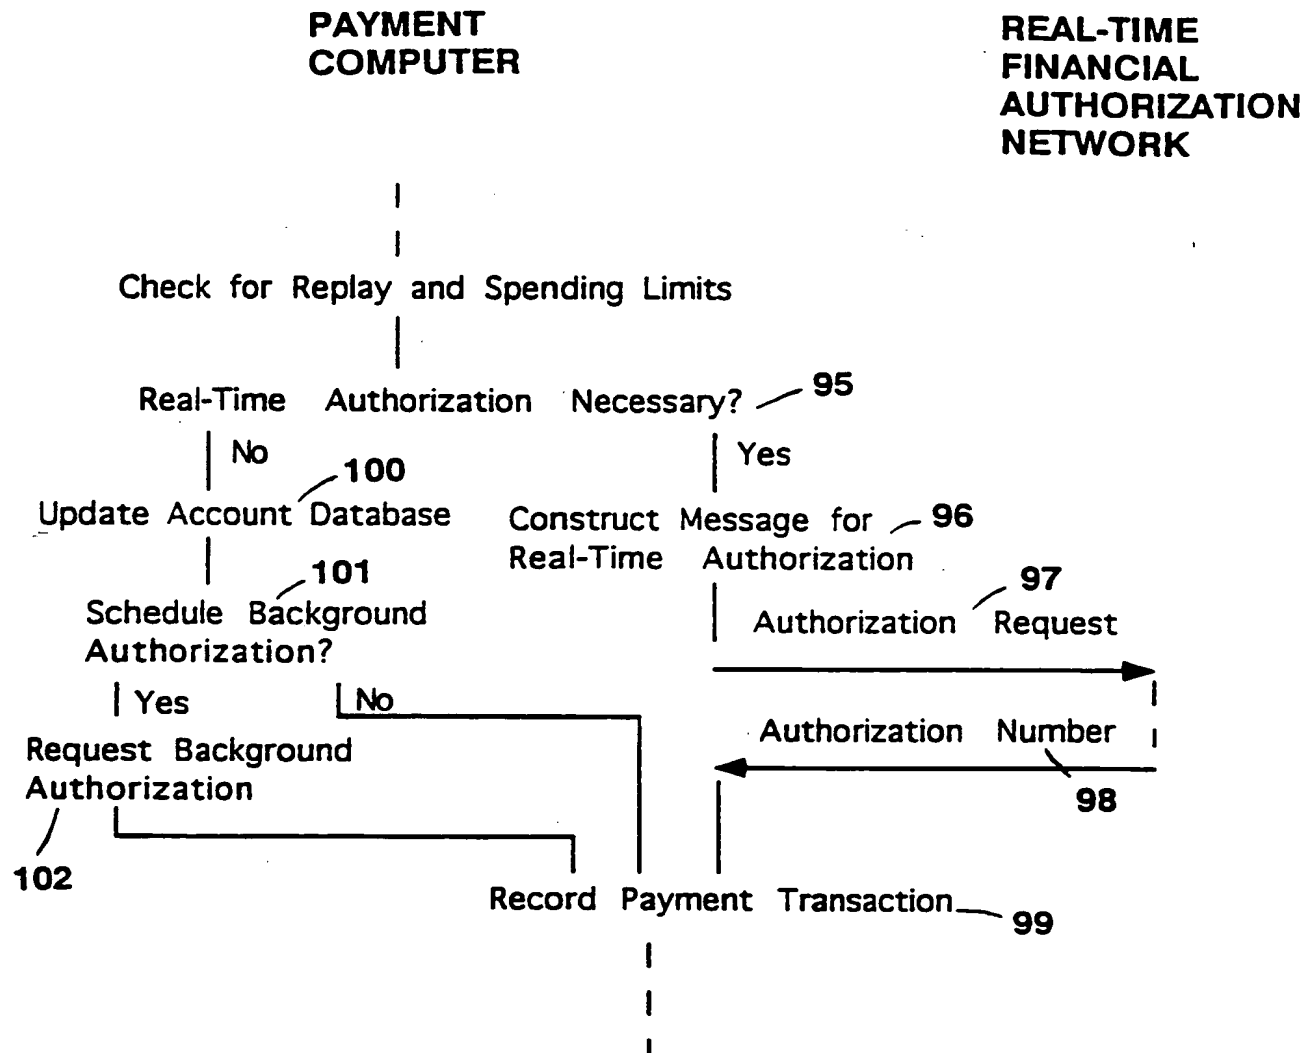 PAYMENT
COMPUTER
REAL-TIME
FINANCIAL
AUTHORIZATION
NETWORK
Check for Replay and Spending Limits
Real-Time Authorization Necessary?
95
No
Yes
100
Update Account Database
Construct Message for
Real-Time Authorization
96
101
Schedule Background
Authorization?
97
Authorization Request
Yes
No
Authorization Number
98
Request Background
Authorization
102
Record Payment Transaction
99